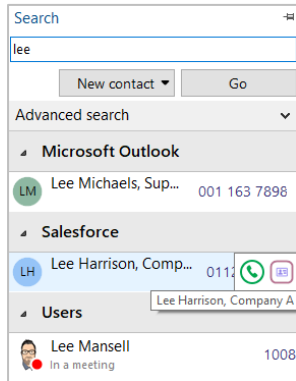 Search
lee
New contact Go
Advanced search
Microsoft Outlook
LM Lee Michaels, Sup... 001 163 7898
Salesforce
LH Lee Harrison, Comp... 0112
Lee Harrison, Company A
Users
Lee Mansell
In a meeting 1008